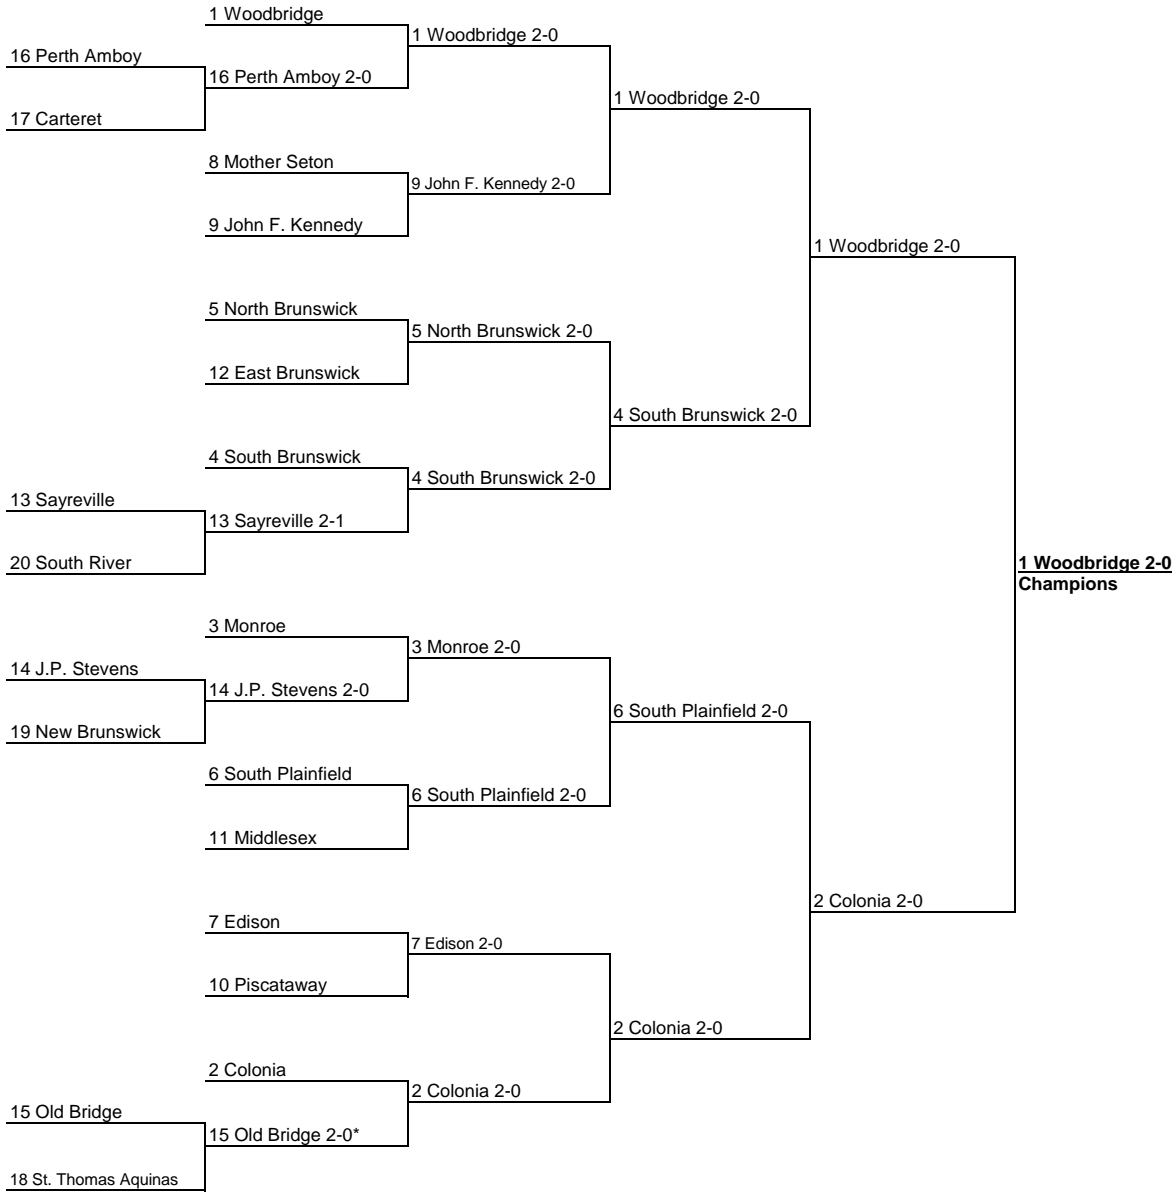 1 Woodbridge
1 Woodbridge 2-0
16 Perth Amboy
16 Perth Amboy 2-0
1 Woodbridge 2-0
17 Carteret
8 Mother Seton
9 John F. Kennedy 2-0
9 John F. Kennedy
1 Woodbridge 2-0
5 North Brunswick
5 North Brunswick 2-0
12 East Brunswick
4 South Brunswick 2-0
4 South Brunswick
4 South Brunswick 2-0
13 Sayreville
13 Sayreville 2-1
20 South River
1 Woodbridge 2-0
Champions
3 Monroe
3 Monroe 2-0
14 J.P. Stevens
14 J.P. Stevens 2-0
6 South Plainfield 2-0
19 New Brunswick
6 South Plainfield
6 South Plainfield 2-0
11 Middlesex
2 Colonia 2-0
7 Edison
7 Edison 2-0
10 Piscataway
2 Colonia 2-0
2 Colonia
2 Colonia 2-0
15 Old Bridge
15 Old Bridge 2-0*
18 St. Thomas Aquinas